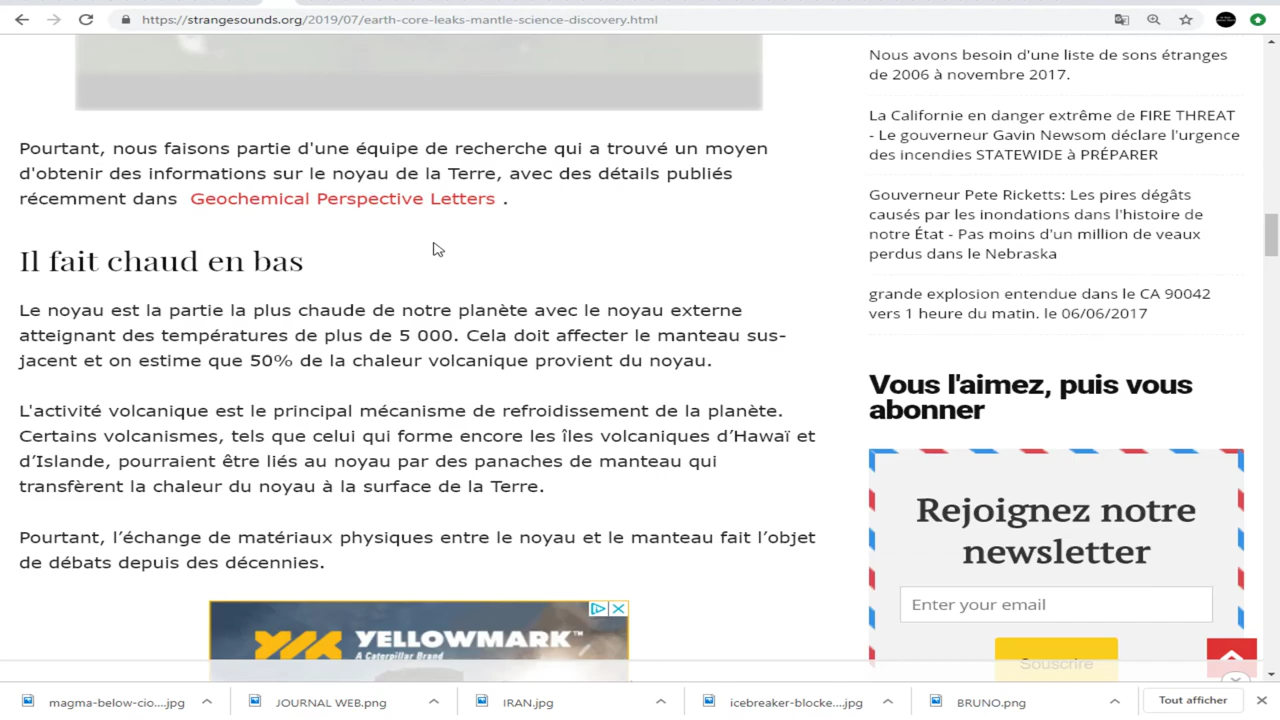 https://strangesounds.org/2019/07/earth-core-leaks-mantle-science-discovery.html
Pourtant, nous faisons partie d'une équipe de recherche qui a trouvé un moyen
d'obtenir des informations sur le noyau de la Terre, avec des détails publiés
récemment dans Geochemical Perspective Letters .
Il fait chaud en bas
Le noyau est la partie la plus chaude de notre planète avec le noyau externe
atteignant des températures de plus de 5 000. Cela doit affecter le manteau sus-
jacent et on estime que 50% de la chaleur volcanique provient du noyau.
L'activité volcanique est le principal mécanisme de refroidissement de la planète.
Certains volcanismes, tels que celui qui forme encore les îles volcaniques d’Hawaï et
d’Islande, pourraient être liés au noyau par des panaches de manteau qui
transfèrent la chaleur du noyau à la surface de la Terre.
Pourtant, l’échange de matériaux physiques entre le noyau et le manteau fait l’objet
de débats depuis des décennies.
YELLOWMARK™
A Caterpillar Brand
Nous avons besoin d'une liste de sons étranges
de 2006 à novembre 2017.
La Californie en danger extrême de FIRE THREAT
- Le gouverneur Gavin Newsom déclare l'urgence
des incendies STATEWIDE à PRÉPARER
Gouverneur Pete Ricketts: Les pires dégâts
causés par les inondations dans l'histoire de
notre État - Pas moins d'un million de veaux
perdus dans le Nebraska
grande explosion entendue dans le CA 90042
vers 1 heure du matin. le 06/06/2017
Vous l'aimez, puis vous
abonner
Rejoignez notre
newsletter
Enter your email
Souscrire
magma-below-cio....jpg
JOURNAL WEB.png
IRAN.jpg
icebreaker-blocke....jpg
BRUNO.png
Tout afficher